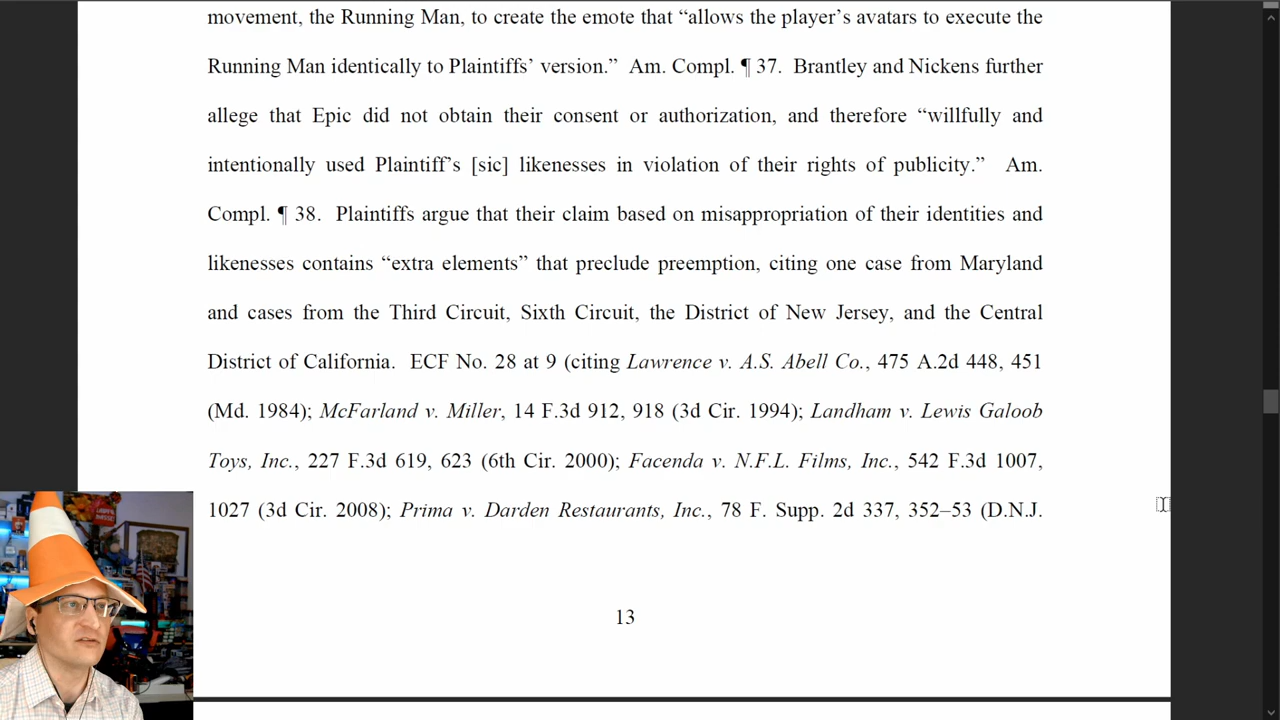 movement, the Running Man, to create the emote that “allows the player’s avatars to execute the
Running Man identically to Plaintiffs’ version.” Am. Compl. ¶ 37. Brantley and Nickens further
allege that Epic did not obtain their consent or authorization, and therefore “willfully and
intentionally used Plaintiff’s [sic] likenesses in violation of their rights of publicity.” Am.
Compl. ¶ 38. Plaintiffs argue that their claim based on misappropriation of their identities and
likenesses contains “extra elements” that preclude preemption, citing one case from Maryland
and cases from the Third Circuit, Sixth Circuit, the District of New Jersey, and the Central
District of California. ECF No. 28 at 9 (citing Lawrence v. A.S. Abell Co., 475 A.2d 448, 451
(Md. 1984); McFarland v. Miller, 14 F.3d 912, 918 (3d Cir. 1994); Landham v. Lewis Galoob
Toys, Inc., 227 F.3d 619, 623 (6th Cir. 2000); Facenda v. N.F.L. Films, Inc., 542 F.3d 1007,
1027 (3d Cir. 2008); Prima v. Darden Restaurants, Inc., 78 F. Supp. 2d 337, 352–53 (D.N.J.
13